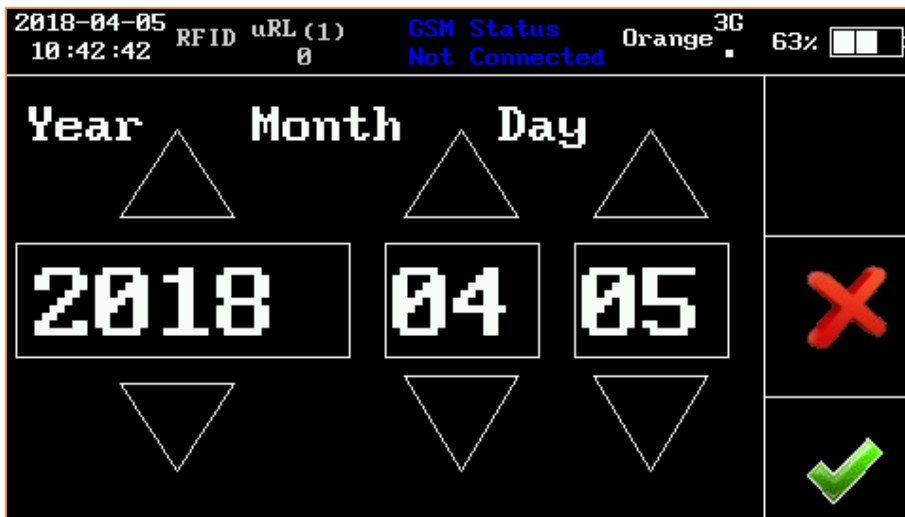 2018-04-05
10:42:42
RFID
uRL(1)
0
GSM Status
Not Connected
Orange
3G
63%
Year Month Day
2018 04 05